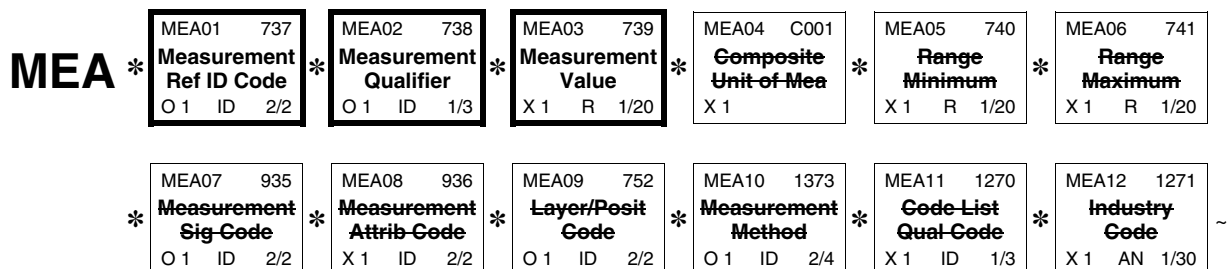 MEA01 737 MEA02 738 MEA03 739 MEA04 C001 MEA05 740 MEA06 741
MEA * Measurement Ref ID Code * Measurement Qualifier * Measurement Value * Composite Unit of Mea * Range Minimum * Range Maximum
O 1 ID 2/2 O 1 ID 1/3 X 1 R 1/20 X 1 X 1 R 1/20 X 1 R 1/20
MEA07 935 MEA08 936 MEA09 752 MEA10 1373 MEA11 1270 MEA12 1271
* Measurement Sig Code * Measurement Attrib Code * Layer/Posit Code * Measurement Method * Code List Qual Code * Industry Code ~
O 1 ID 2/2 X 1 ID 2/2 O 1 ID 2/2 O 1 ID 2/4 X 1 ID 1/3 X 1 AN 1/30